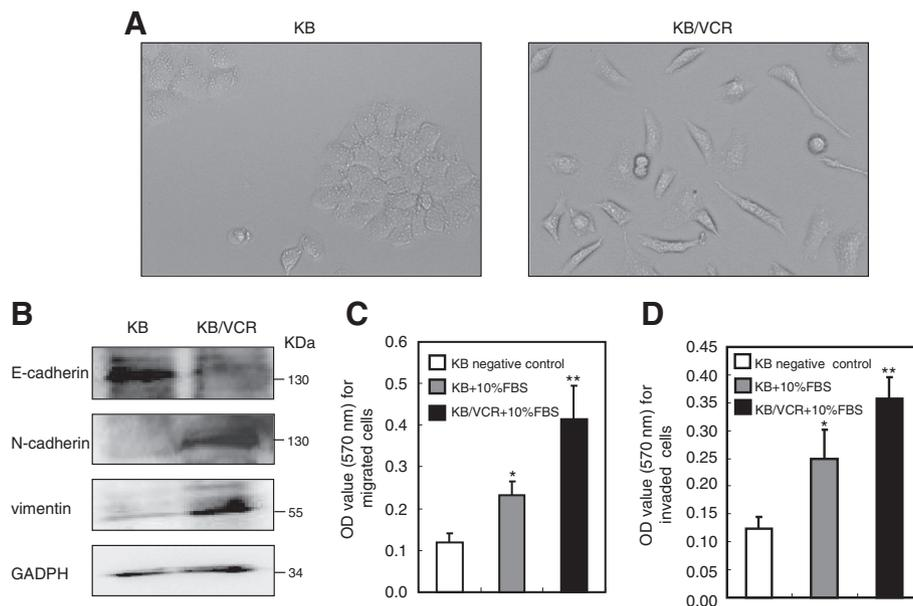 A
KB
KB/VCR
B
KB KB/VCR
KDa
E-cadherin
130
N-cadherin
130
vimentin
55
GADPH
34
C
OD value (570 nm) for
migrated cells
0.6
0.5
0.4
0.3
0.2
0.1
0.0
KB negative control
KB+10%FBS
KB/VCR+10%FBS
*
**
D
OD value (570 nm) for
invaded cells
0.45
0.40
0.35
0.30
0.25
0.20
0.15
0.10
0.05
0.00
KB negative control
KB+10%FBS
KB/VCR+10%FBS
*
**